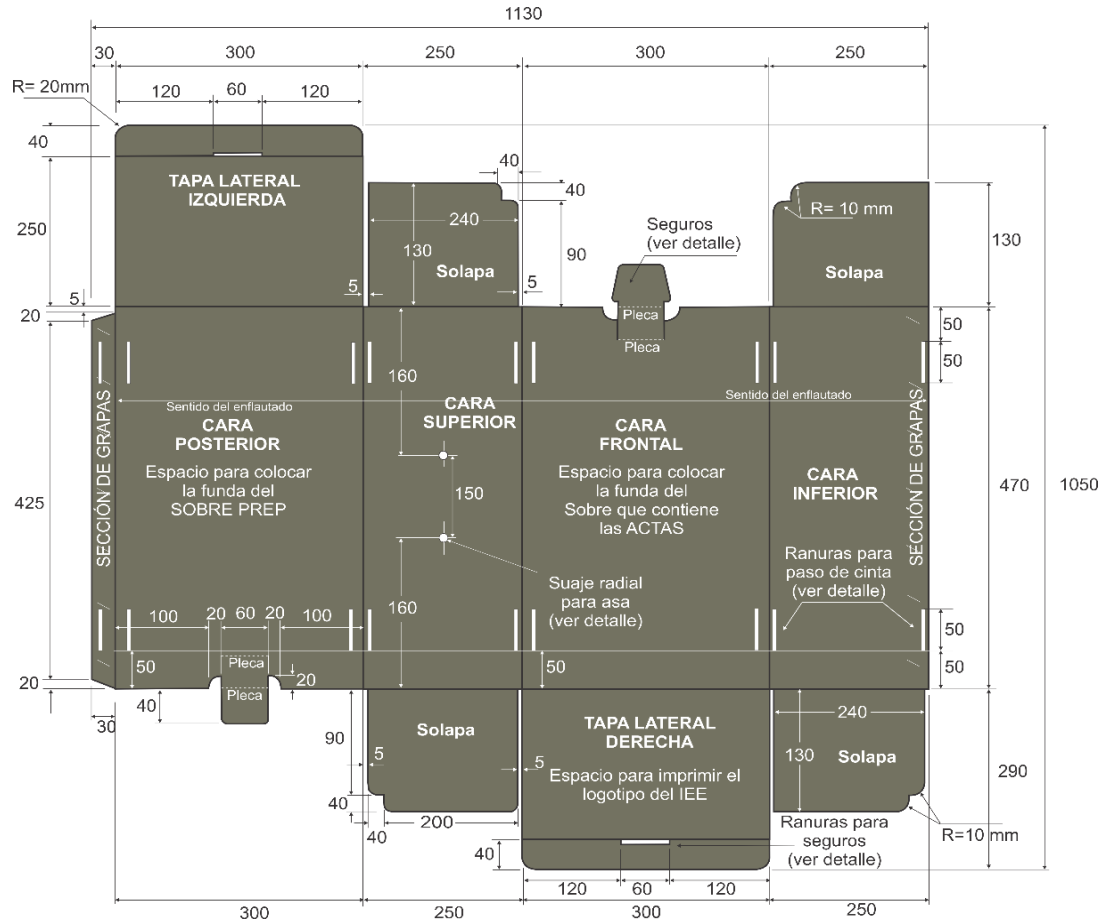 1130
30
300
250
300
250
R= 20mm
120
60
120
40
TAPA LATERAL
IZQUIERDA
40
40
R= 10 mm
250
240
130
Solapa
90
Seguros
(ver detalle)
130
Solapa
5
5
5
20
Pleca
Pleca
50
50
160
Sentido del enflautado
Sentido del enflautado
CARA
POSTERIOR
Espacio para colocar
la funda del
SOBRE PREP
CARA
SUPERIOR
CARA
FRONTAL
Espacio para colocar
la funda del
Sobre que contiene
las ACTAS
CARA
INFERIOR
SECCIÓN DE GRAPAS
SECCIÓN DE GRAPAS
425
150
470
1050
Suaje radial
para asa
(ver detalle)
Ranuras para
paso de cinta
(ver detalle)
160
100
20
60
20
100
50
50
50
50
Pleca
Pleca
20
20
40
30
90
Solapa
5
5
TAPA LATERAL
DERECHA
Espacio para imprimir el
logotipo del IEE
240
130
Solapa
290
40
40
200
R=10 mm
Ranuras para
seguros
(ver detalle)
40
120
60
120
300
250
300
250